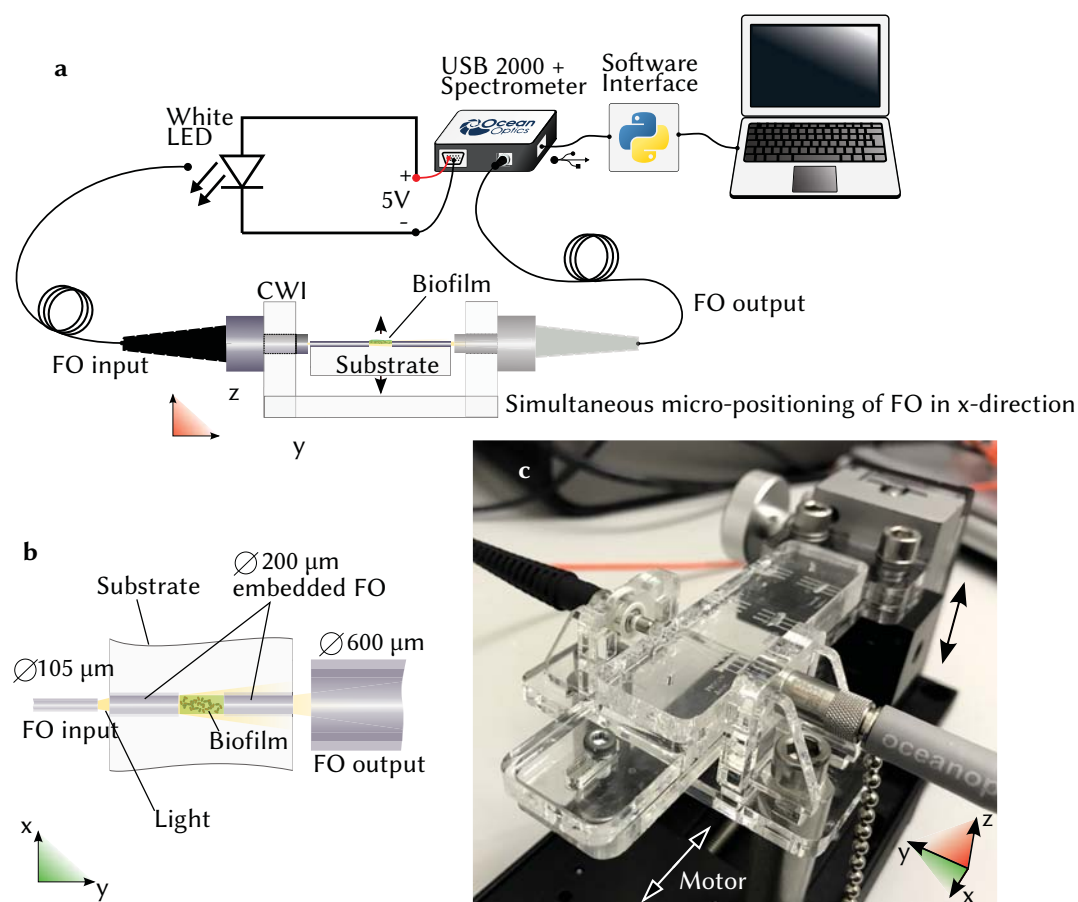 a
White
LED
USB 2000 +
Spectrometer
Software
Interface
Ocean
Optics
+
5V
-
CWI
Biofilm
FO output
FO input
Substrate
z
y
Simultaneous micro-positioning of FO in x-direction
b
Substrate
∅200 µm
embedded FO
∅105 µm
∅600 µm
FO input
Biofilm
FO output
Light
x
y
c
oceanop
Motor
z
y
x